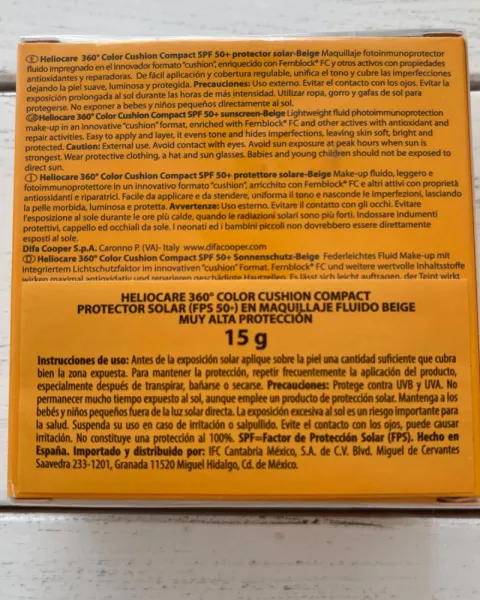 E Heliocare 360° Color Cushion Compact SPF 50+ protector solar-Beige Maquillaje fotoinmunoprotector
fluido impregnado en el innovador formato "cushion", enriquecido con Fernblock® FC y otros activos con propiedades
antioxidantes y reparadoras. De fácil aplicación y cobertura regulable, unifica el tono y cubre las imperfecciones
dejando la piel suave, luminosa y protegida. Precauciones: Uso externo. Evitar el contacto con los ojos. Evitar la
exposición prolongada al sol durante las horas de más intensidad. Utilizar ropa, gorro y gafas de sol para
protegerse. No exponer a bebés y niños pequeños directamente al sol.
GB Heliocare 360° Color Cushion Compact SPF 50+ sunscreen-Beige Lightweight fluid photoimmunoprotection
make-up in an innovative "cushion" format, enriched with Fernblock® FC and other actives with antioxidant and
repair activities. Easy to apply and layer, it evens tone and hides imperfections, leaving skin soft, bright and
protected. Caution: External use. Avoid contact with eyes. Avoid sun exposure at peak hours when sun is
strongest. Wear protective clothing, a hat and sun glasses. Babies and young children should not be exposed to
direct sun.
I Heliocare 360° Color Cushion Compact SPF 50+ protettore solare-Beige Make-up fluido, leggero e
fotoimmunoprotettore in un innovativo formato "cushion", arricchito con Fernblock® FC e altri attivi con proprietà
antiossidanti e riparatrici. Facile da applicare e da stendere, uniforma il tono e nasconde le imperfezioni, lasciando
la pelle morbida, luminosa e protetta. Avvertenze: Uso esterno. Evitare il contatto con gli occhi. Evitare
l'esposizione al sole durante le ore più calde, quando le radiazioni solari sono più forti. Indossare indumenti
protettivi, cappello ed occhiali da sole. I neonati ed i bambini piccoli non dovrebbero essere direttamente
esposti al sole.
Difa Cooper S.p.A. Caronno P. (VA)- Italy www.difacooper.com
D Heliocare 360° Color Cushion Compact SPF 50+ Sonnenschutz-Beige Federleichtes Fluid Make-up mit
integriertem Lichtschutzfaktor im innovativen "cushion" Format. Fernblock® FC und weitere wertvolle Inhaltsstoffe
wirken maximal antioxidativ und reparieren geschädigte Hautzellen. Es lässt sich leicht auftragen, der Teint wirkt
HELIOCARE 360° COLOR CUSHION COMPACT
PROTECTOR SOLAR (FPS 50+) EN MAQUILLAJE FLUIDO BEIGE
MUY ALTA PROTECCIÓN
15 g
Instrucciones de uso: Antes de la exposición solar aplique sobre la piel una cantidad suficiente que cubra
bien la zona expuesta. Para mantener la protección, repetir frecuentemente la aplicación del producto,
especialmente después de transpirar, bañarse o secarse. Precauciones: Protege contra UVB y UVA. No
permanecer mucho tiempo expuesto al sol, aunque emplee un producto de protección solar. Mantenga a los
bebés y niños pequeños fuera de la luz solar directa. La exposición excesiva al sol es un riesgo importante para
la salud. Suspenda su uso en caso de irritación o salpullido. Evite el contacto con los ojos, puede causar
irritación. No constituye una protección al 100%. SPF=Factor de Protección Solar (FPS). Hecho en
España. Importado y distribuido por: IFC Cantabria México, S.A. de C.V. Blvd. Miguel de Cervantes
Saavedra 233-1201, Granada 11520 Miguel Hidalgo, Cd. de México.